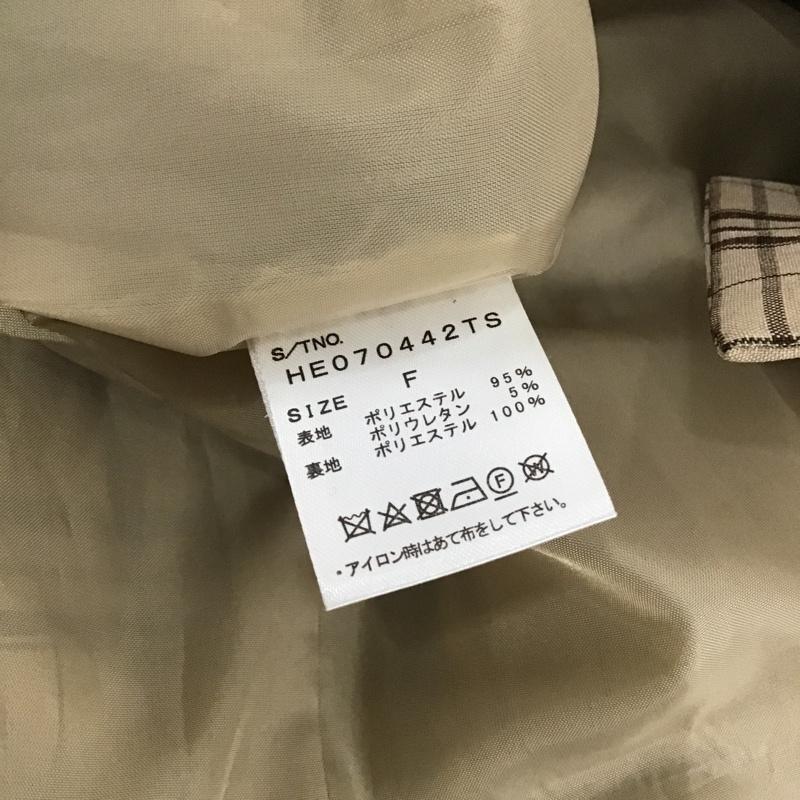 S/TNO.
HE070442TS
SIZE F
表地 ポリエステル 95%
ポリウレタン 5%
裏地 ポリエステル 100%
F W
・アイロン時はあて布をして下さい。